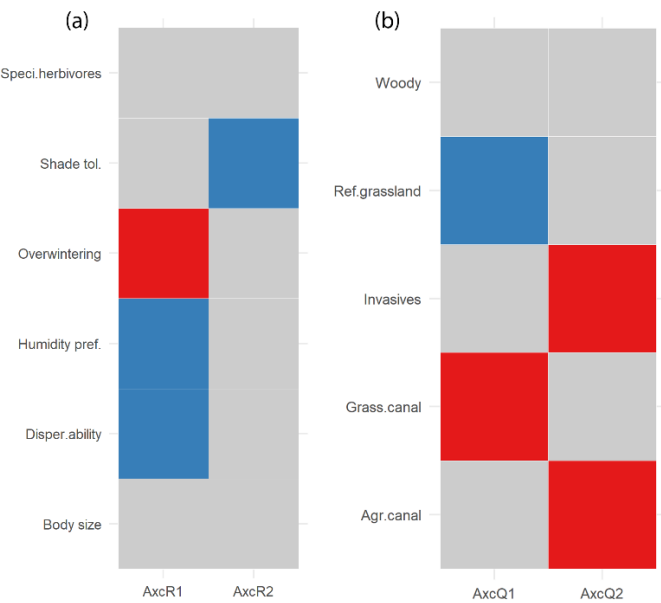 (a)
Speci.herbivores
Shade tol.
Overwintering
Humidity pref.
Disper.ability
Body size
AxcR1 AxcR2
(b)
Woody
Ref.grassland
Invasives
Grass.canal
Agr.canal
AxcQ1 AxcQ2